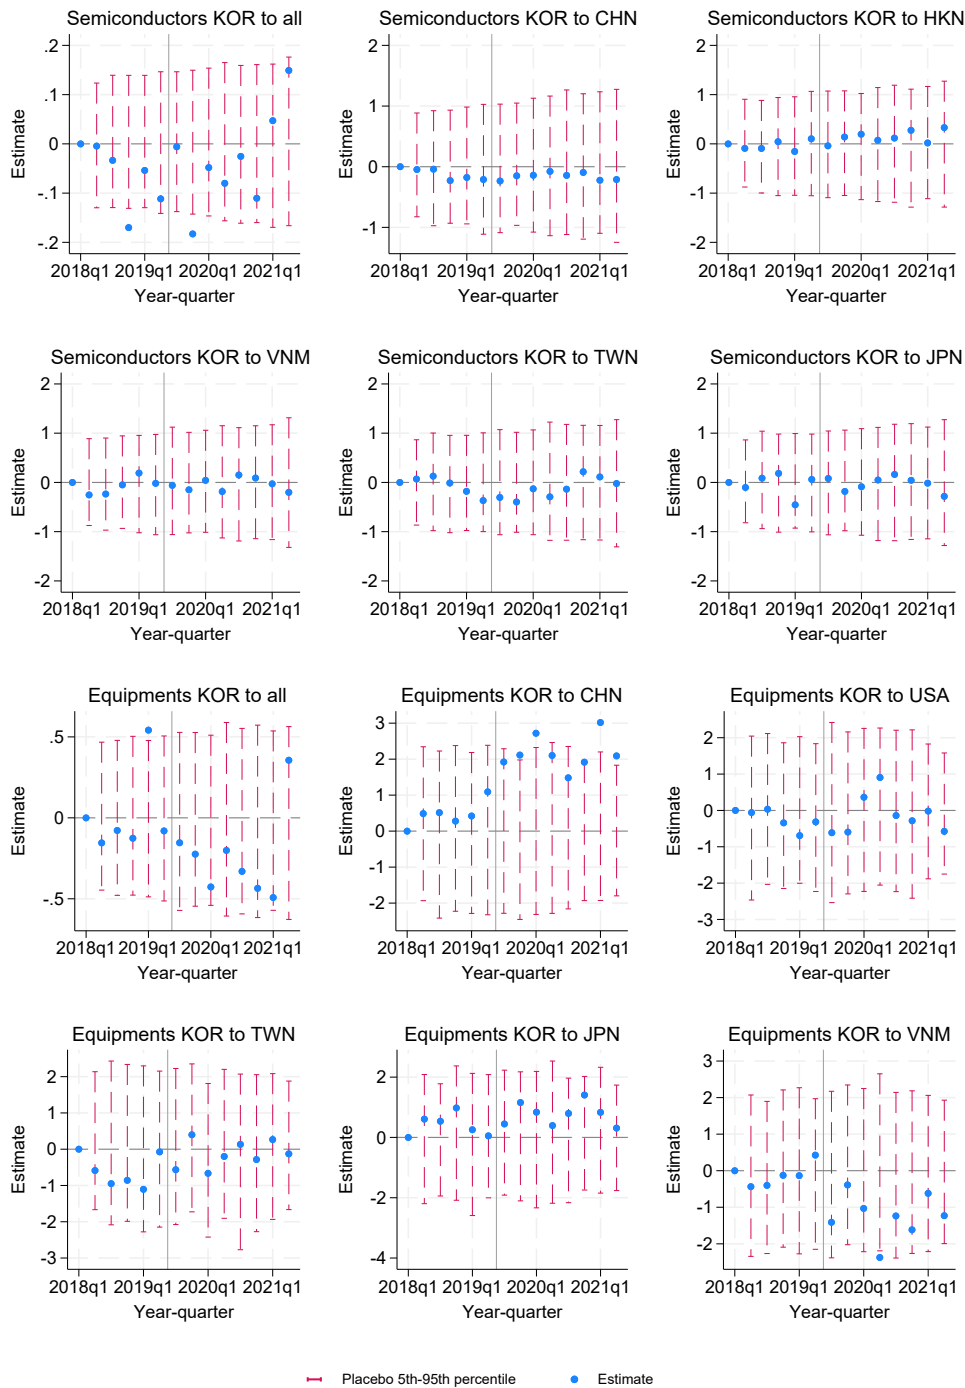 Semiconductors KOR to all
Semiconductors KOR to CHN
Semiconductors KOR to HKN
.2
.1
0
-.1
-.2
Estimate
2018q1 2019q1 2020q1 2021q1
Year-quarter
2
1
0
-1
Estimate
2018q1 2019q1 2020q1 2021q1
Year-quarter
2
1
0
-1
-2
Estimate
2018q1 2019q1 2020q1 2021q1
Year-quarter
Semiconductors KOR to VNM
Semiconductors KOR to TWN
Semiconductors KOR to JPN
2
1
0
-1
-2
Estimate
2018q1 2019q1 2020q1 2021q1
Year-quarter
2
1
0
-1
-2
Estimate
2018q1 2019q1 2020q1 2021q1
Year-quarter
2
1
0
-1
-2
Estimate
2018q1 2019q1 2020q1 2021q1
Year-quarter
Equipments KOR to all
Equipments KOR to CHN
Equipments KOR to USA
.5
0
-.5
Estimate
2018q1 2019q1 2020q1 2021q1
Year-quarter
3
2
1
0
-1
-2
Estimate
2018q1 2019q1 2020q1 2021q1
Year-quarter
2
1
0
-1
-2
-3
Estimate
2018q1 2019q1 2020q1 2021q1
Year-quarter
Equipments KOR to TWN
Equipments KOR to JPN
Equipments KOR to VNM
2
1
0
-1
-2
-3
Estimate
2018q1 2019q1 2020q1 2021q1
Year-quarter
2
0
-2
-4
Estimate
2018q1 2019q1 2020q1 2021q1
Year-quarter
3
2
1
0
-1
-2
Estimate
2018q1 2019q1 2020q1 2021q1
Year-quarter
Placebo 5th-95th percentile
Estimate